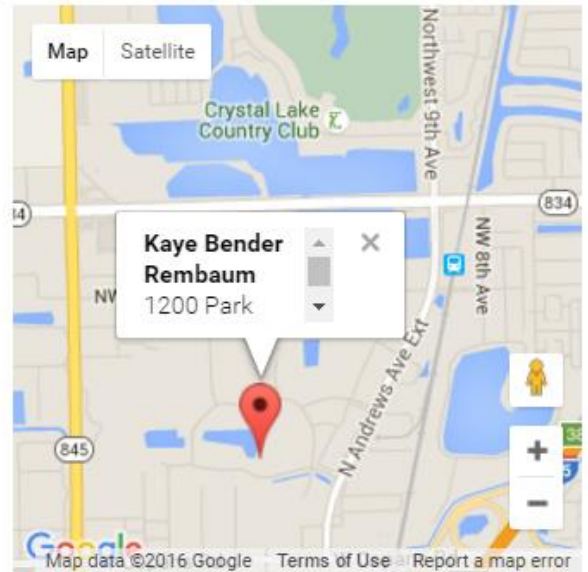 Map Satellite
Northwest 9th Ave
Crystal Lake
Country Club
834
NW 8th Ave
Kaye Bender
Rembaum
1200 Park
NW
N Andrews Ave Ext
845
Google
Map data ©2016 Google Terms of Use Report a map error